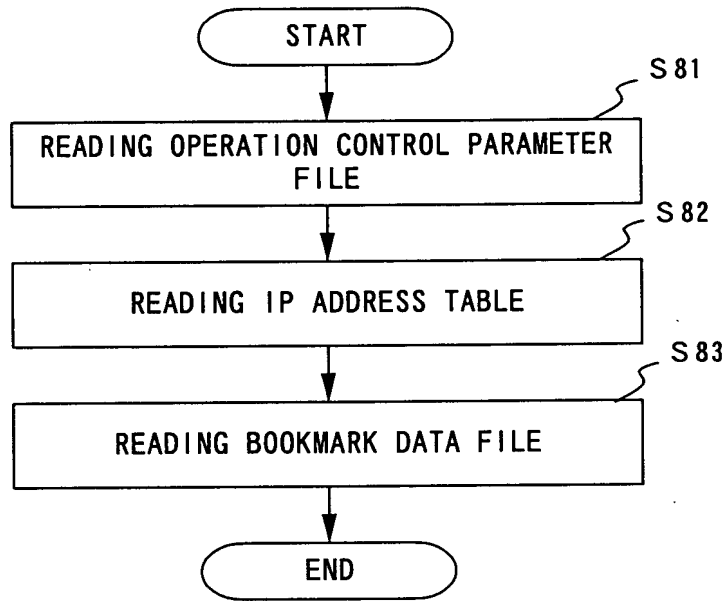 START
S81
READING OPERATION CONTROL PARAMETER
FILE
S82
READING IP ADDRESS TABLE
S83
READING BOOKMARK DATA FILE
END